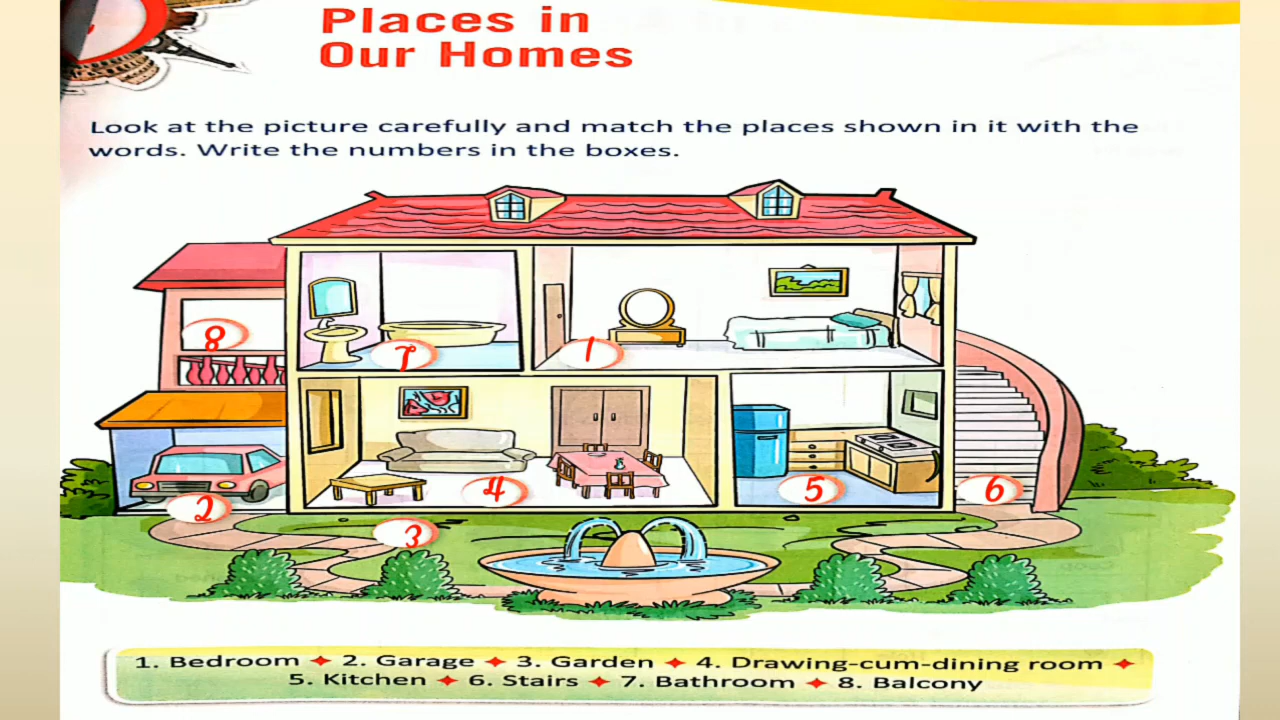 Places in
Our Homes
Look at the picture carefully and match the places shown in it with the
words. Write the numbers in the boxes.
8
7
1
4
5
6
2
3
1. Bedroom ✦ 2. Garage ✦ 3. Garden ✦ 4. Drawing-cum-dining room ✦
5. Kitchen ✦ 6. Stairs ✦ 7. Bathroom ✦ 8. Balcony